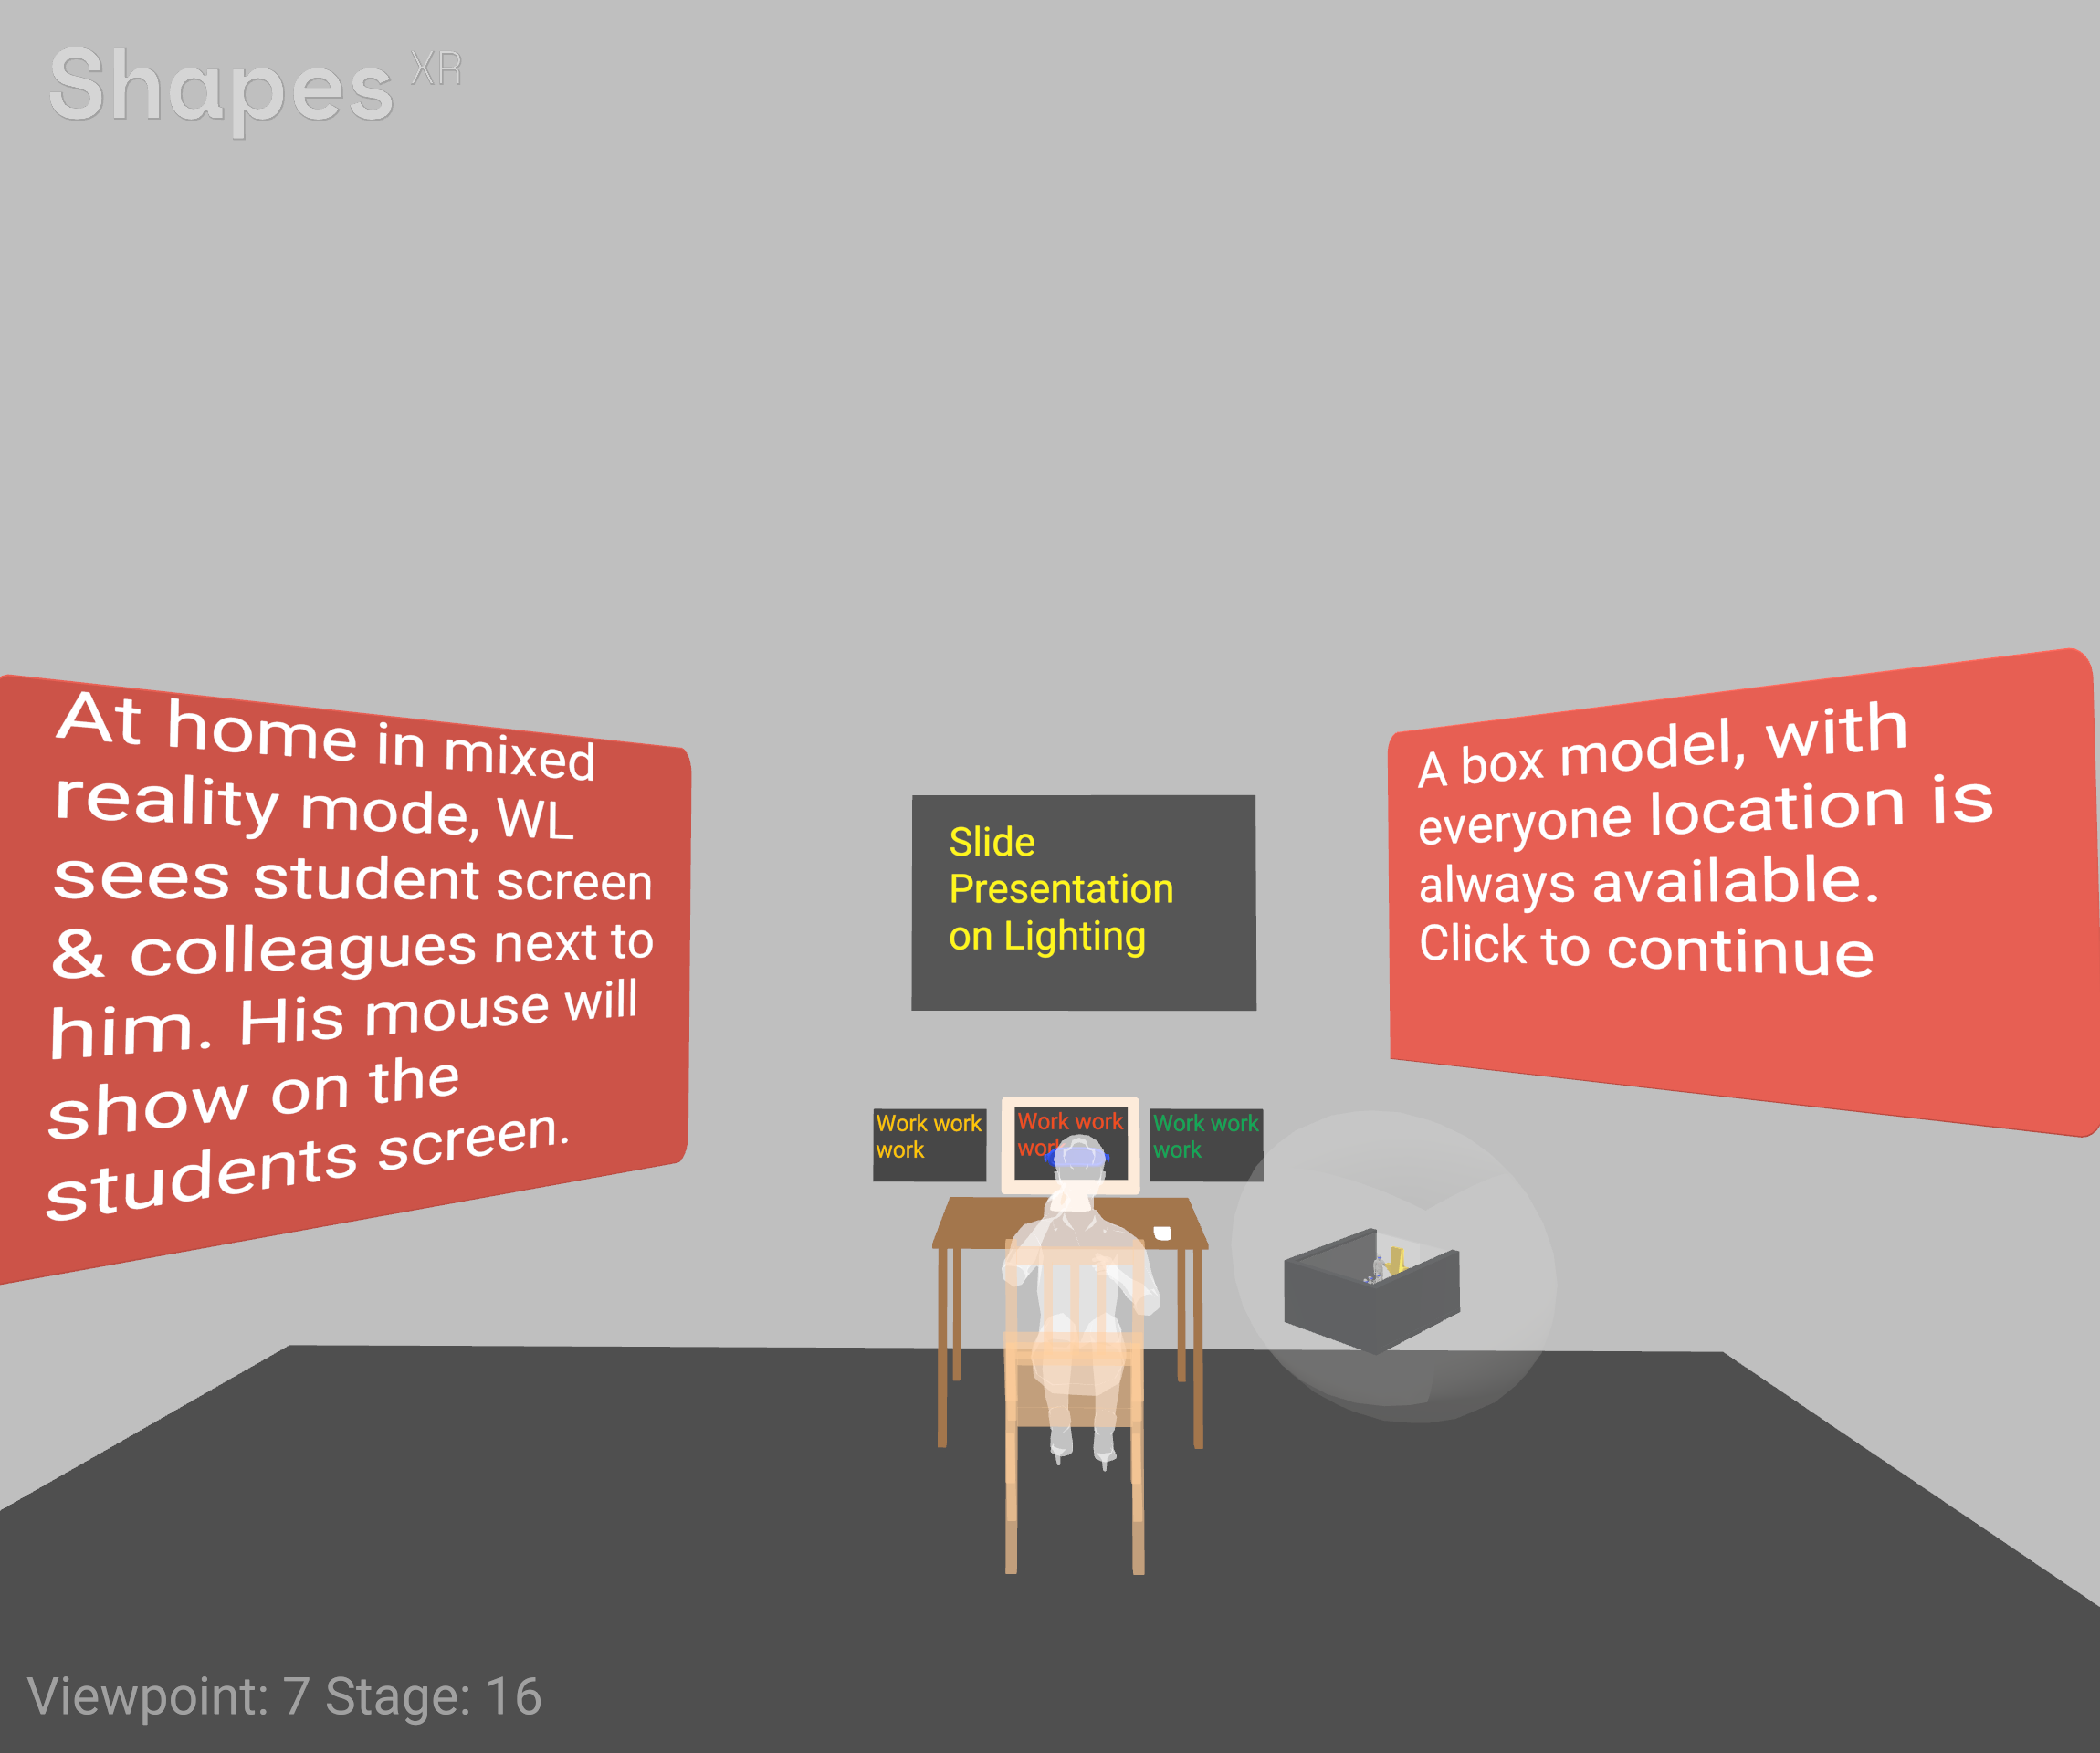 Shapes XR
At home in mixed
reality mode, WL
sees student screen
& colleagues next to
him. His mouse will
show on the
students screen.
Slide
Presentation
on Lighting
A box model, with
everyone location is
always available.
Click to continue
Work work
work
Work work
work
Work work
work
Viewpoint: 7 Stage: 16